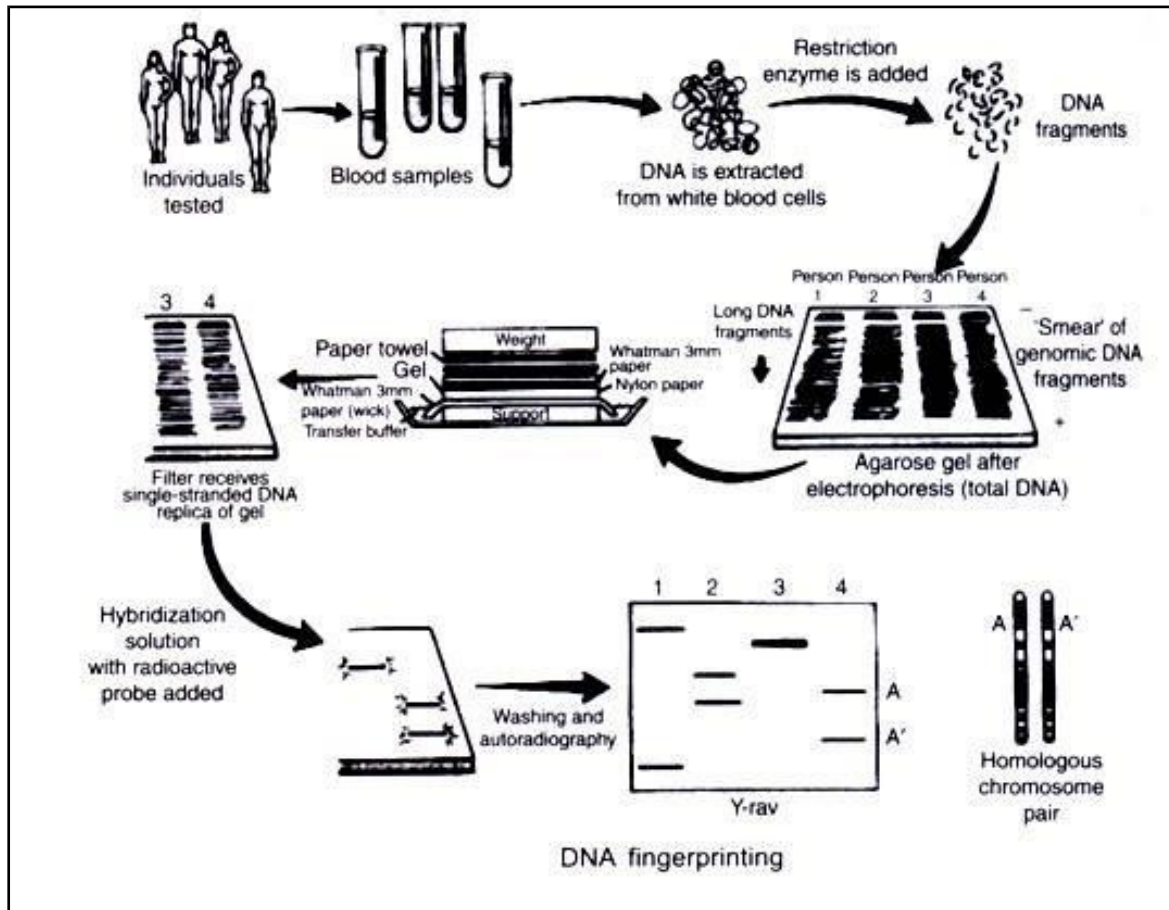 Individuals
tested
Blood samples
DNA is extracted
from white blood cells
Restriction
enzyme is added
DNA
fragments
Person Person Person Person
1 2 3 4
Long DNA
fragments
–
+
'Smear' of
genomic DNA
fragments
Agarose gel after
electrophoresis (total DNA)
Weight
Paper towel
Gel
Whatman 3mm
paper (wick)
Transfer buffer
Whatman 3mm
paper
Nylon paper
Support
3 4
Filter receives
single-stranded DNA
replica of gel
Hybridization
solution
with radioactive
probe added
Washing and
autoradiography
1 2 3 4
A
A'
Y-rav
A A'
Homologous
chromosome
pair
DNA fingerprinting